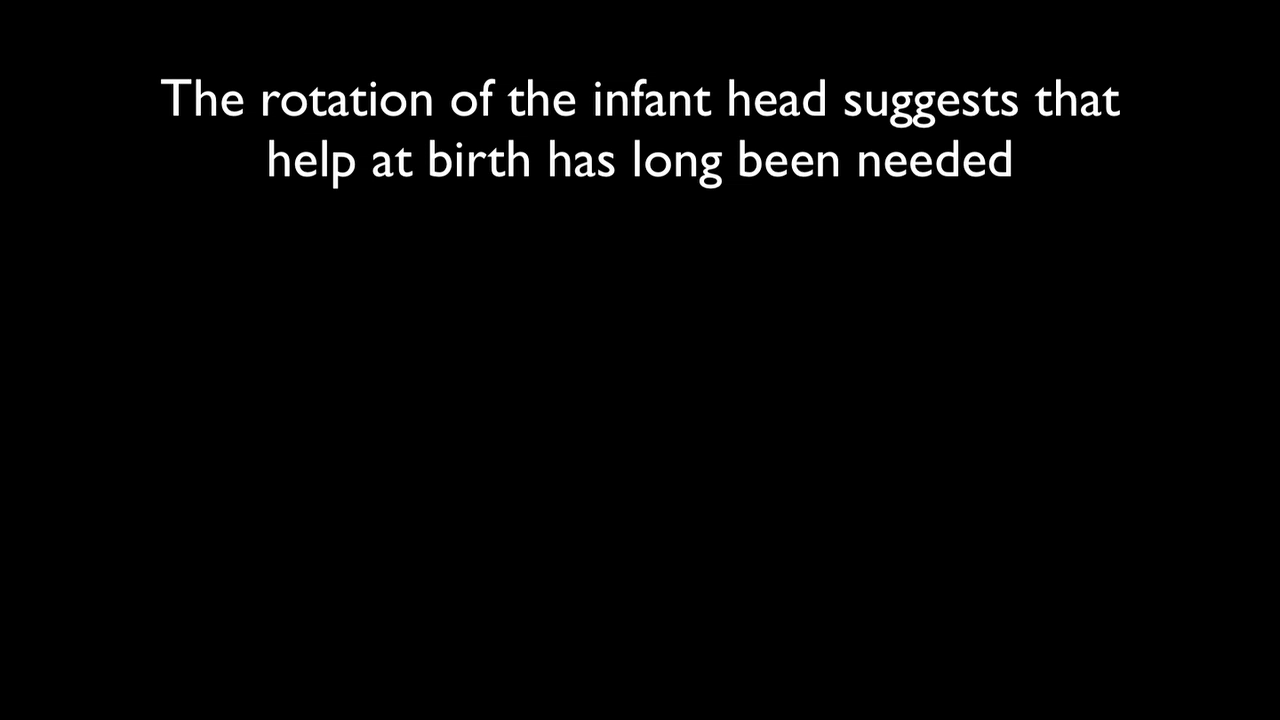 The rotation of the infant head suggests that
help at birth has long been needed